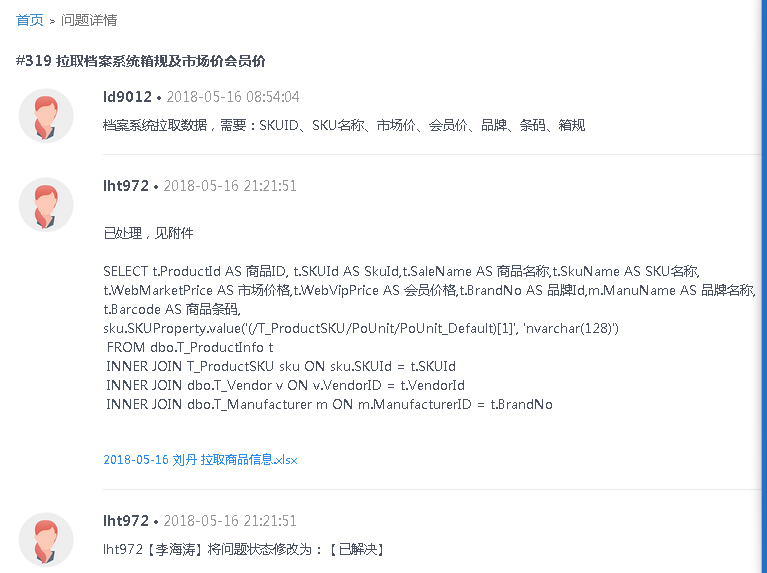 首页 » 问题详情
#319 拉取档案系统箱规及市场价会员价
ld9012 • 2018-05-16 08:54:04
档案系统拉取数据，需要：SKUID、SKU名称、市场价、会员价、品牌、条码、箱规
lht972 • 2018-05-16 21:21:51
已处理，见附件
SELECT t.ProductId AS 商品ID, t.SKUId AS SkuId,t.SaleName AS 商品名称,t.SkuName AS SKU名称,
t.WebMarketPrice AS 市场价格,t.WebVipPrice AS 会员价格,t.BrandNo AS 品牌Id,m.ManuName AS 品牌名称,
t.Barcode AS 商品条码,
sku.SKUProperty.value('(/T_ProductSKU/PoUnit/PoUnit_Default)[1]', 'nvarchar(128)')
FROM dbo.T_ProductInfo t
INNER JOIN T_ProductSKU sku ON sku.SKUId = t.SKUId
INNER JOIN dbo.T_Vendor v ON v.VendorID = t.VendorId
INNER JOIN dbo.T_Manufacturer m ON m.ManufacturerID = t.BrandNo
2018-05-16 刘丹 拉取商品信息.xlsx
lht972 • 2018-05-16 21:21:51
lht972【李海涛】将问题状态修改为：【已解决】